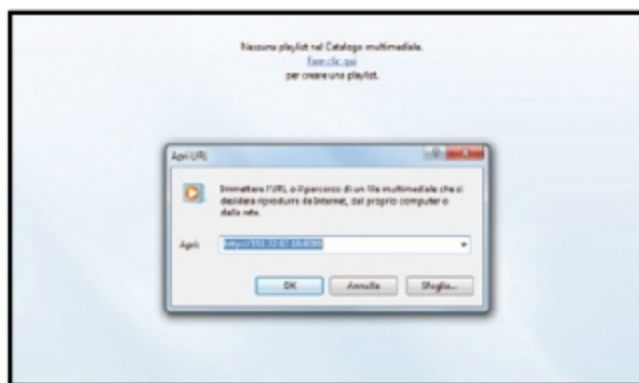 Nessuna playlist nel Catalogo multimediale.
Fare clic qui
per creare una playlist.
Apri URL
Immettere l'URL o il percorso di un file multimediale che si
desidera riprodurre da Internet, dal proprio computer o
dalla rete.
Apri:
OK
Annulla
Sfoglia...